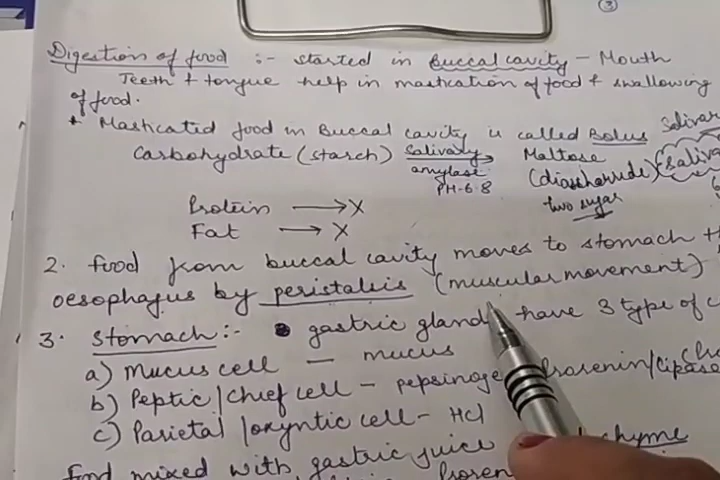 ③
Digestion of food :- started in Buccal cavity - Mouth
Teeth & tongue help in mastication of food & swallowing
of food.
* Masticated food in Buccal cavity is called Bolus
Carbohydrate (starch) Salivary amylase PH-6.8 → Maltose (diasaharide) two sugar
Protein → X
Fat → X
2. food from buccal cavity moves to stomach
oesophagus by peristalsis (muscular movement)
3. Stomach:- gastric gland have 3 type of
a) Mucus cell — mucus
b) Peptic / chief cell - pepsinoge
c) Parietal / oxyntic cell - Hcl
food mixed with gastric juice chyme